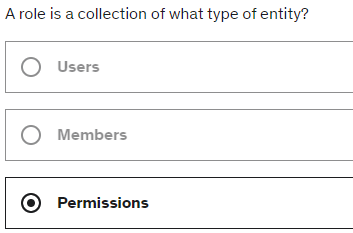 A role is a collection of what type of entity?
Users
Members
Permissions